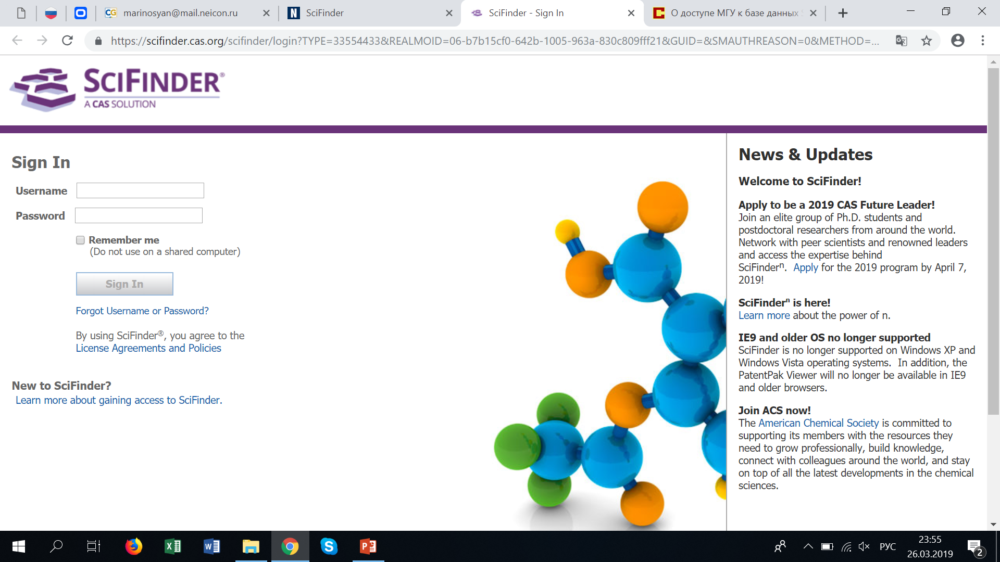 marinosyan@mail.neicon.ru
SciFinder
SciFinder - Sign In
О доступе МГУ к базе данных
https://scifinder.cas.org/scifinder/login?TYPE=33554433&REALMOID=06-b7b15cf0-642b-1005-963a-830c809fff21&GUID=&SMAUTHREASON=0&METHOD=...
SCIFINDER®
A CAS SOLUTION
Sign In
Username
Password
Remember me
(Do not use on a shared computer)
Sign In
Forgot Username or Password?
By using SciFinder®, you agree to the
License Agreements and Policies
New to SciFinder?
Learn more about gaining access to SciFinder.
News & Updates
Welcome to SciFinder!
Apply to be a 2019 CAS Future Leader!
Join an elite group of Ph.D. students and
postdoctoral researchers from around the world.
Network with peer scientists and renowned leaders
and access the expertise behind
SciFinderⁿ. Apply for the 2019 program by April 7,
2019!
SciFinderⁿ is here!
Learn more about the power of n.
IE9 and older OS no longer supported
SciFinder is no longer supported on Windows XP and
Windows Vista operating systems. In addition, the
PatentPak Viewer will no longer be available in IE9
and older browsers.
Join ACS now!
The American Chemical Society is committed to
supporting its members with the resources they
need to grow professionally, build knowledge,
connect with colleagues around the world, and stay
on top of all the latest developments in the chemical
sciences.
РУС
23:55
26.03.2019
2